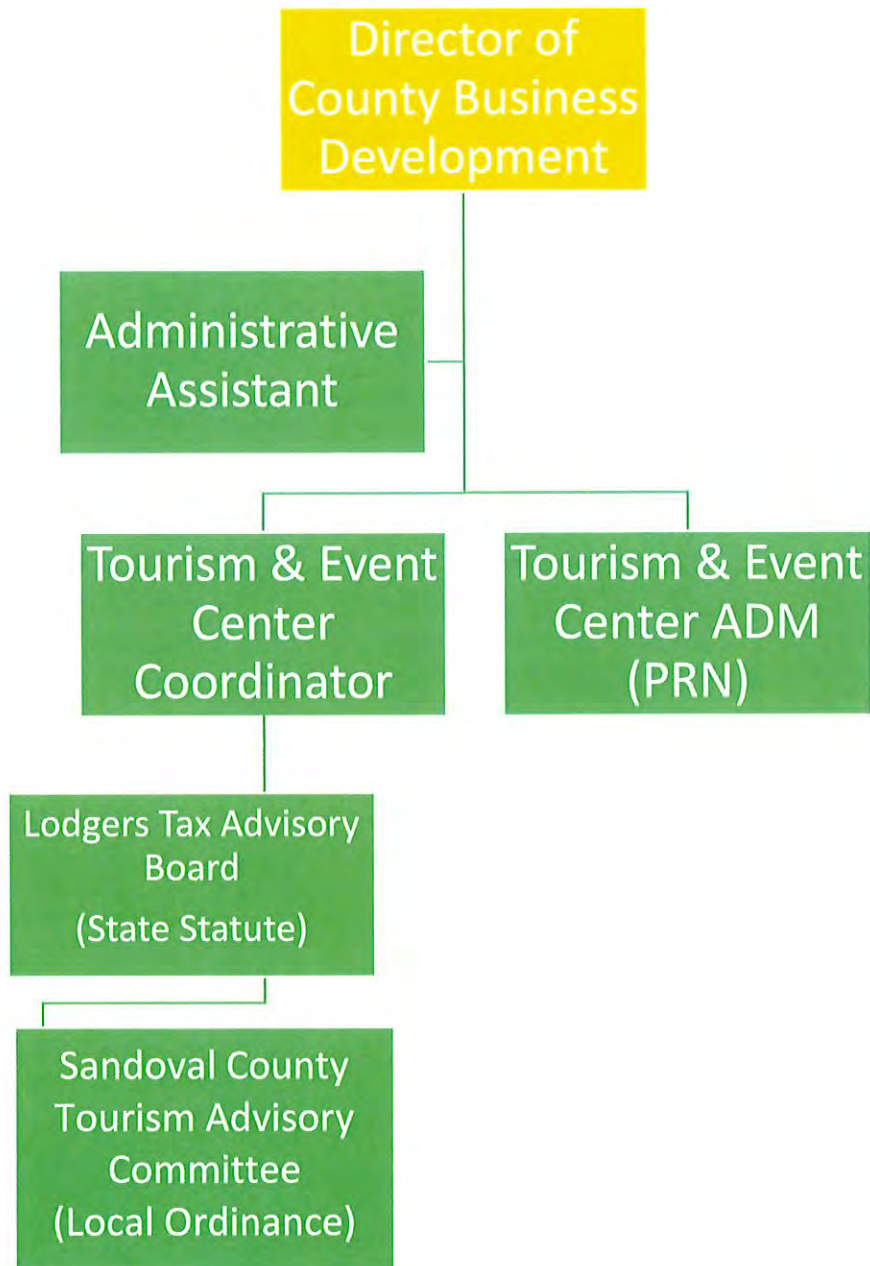 Director of
County Business
Development
Administrative
Assistant
Tourism & Event
Center
Coordinator
Tourism & Event
Center ADM
(PRN)
Lodgers Tax Advisory
Board
(State Statute)
Sandoval County
Tourism Advisory
Committee
(Local Ordinance)